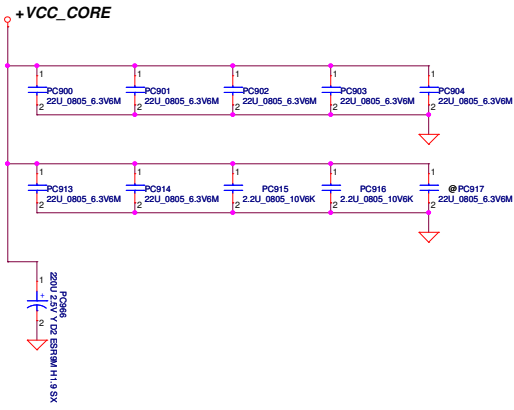 +VCC_CORE
1 1 1 1 1
PC900 PC901 PC902 PC903 PC904
22U_0805_6.3V6M 22U_0805_6.3V6M 22U_0805_6.3V6M 22U_0805_6.3V6M 22U_0805_6.3V6M
2 2 2 2 2
1 1 1 1 1
PC913 PC914 PC915 PC916 @PC917
22U_0805_6.3V6M 22U_0805_6.3V6M 2.2U_0805_10V6K 2.2U_0805_10V6K 22U_0805_6.3V6M
2 2 2 2 2
1
+
2
PC966
220U 2.5V Y D2 ESR9M H1.9 SX